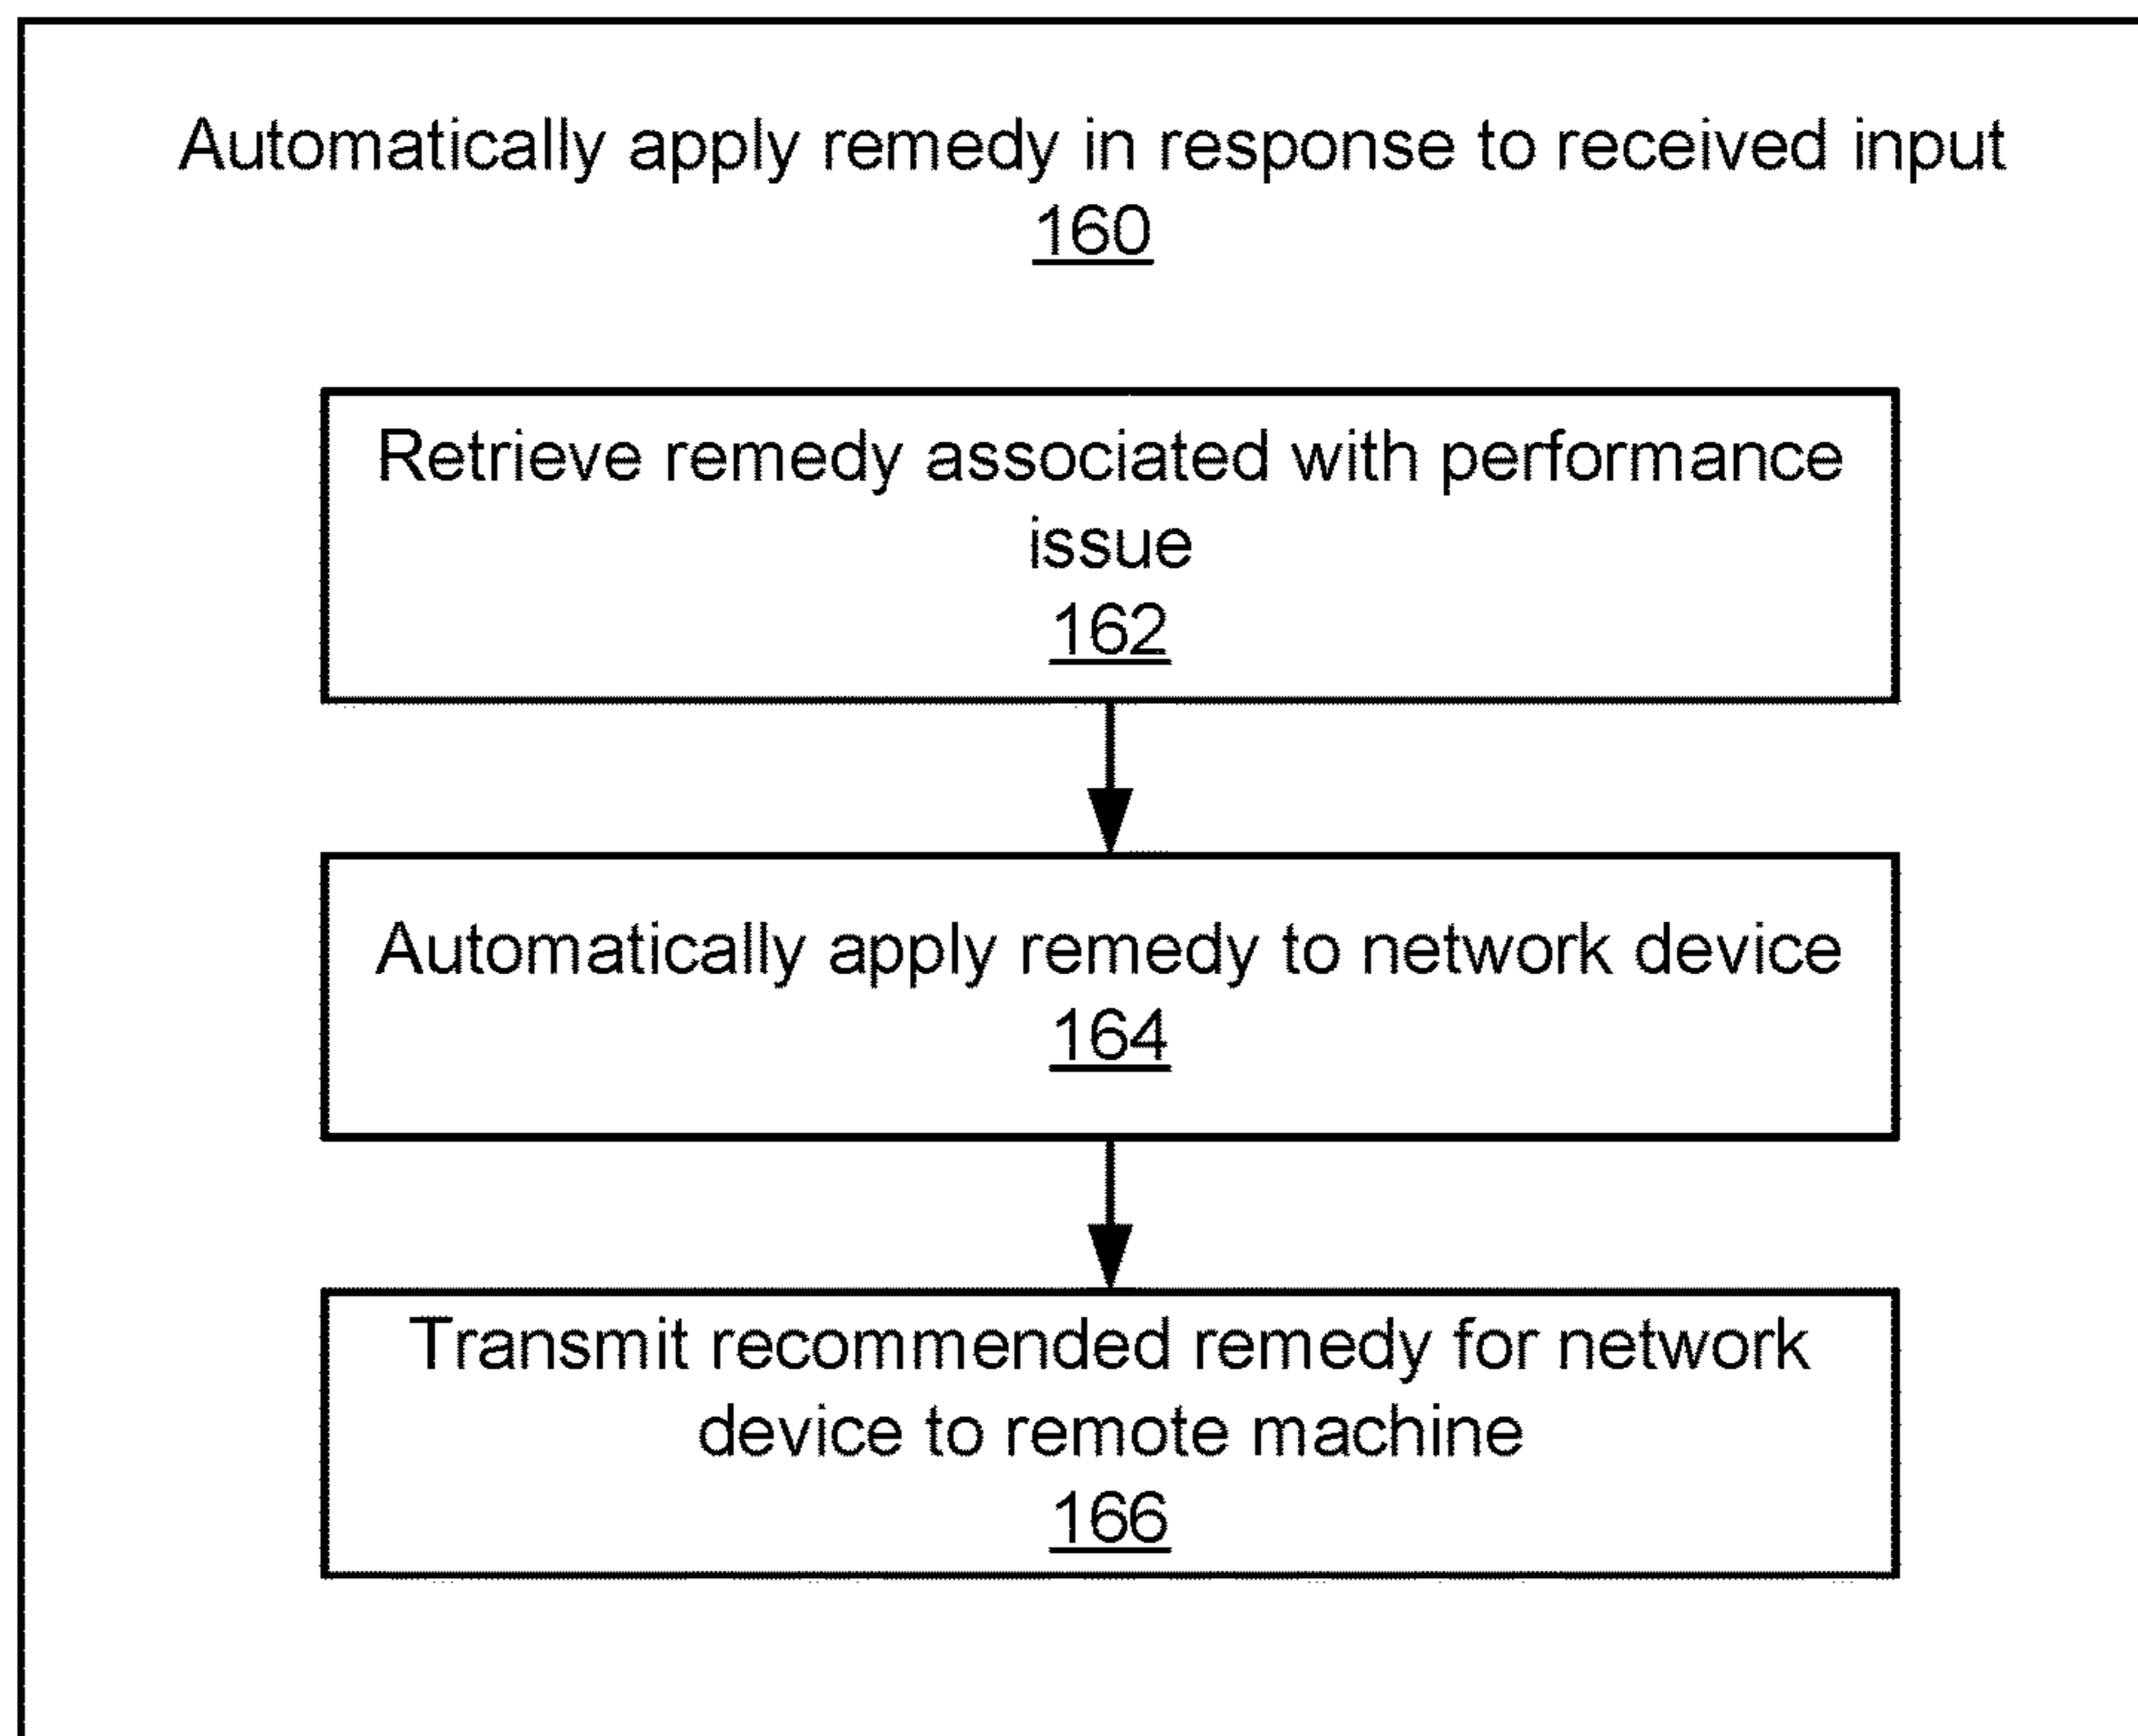 Automatically apply remedy in response to received input
160
Retrieve remedy associated with performance
issue
162
Automatically apply remedy to network device
164
Transmit recommended remedy for network
device to remote machine
166